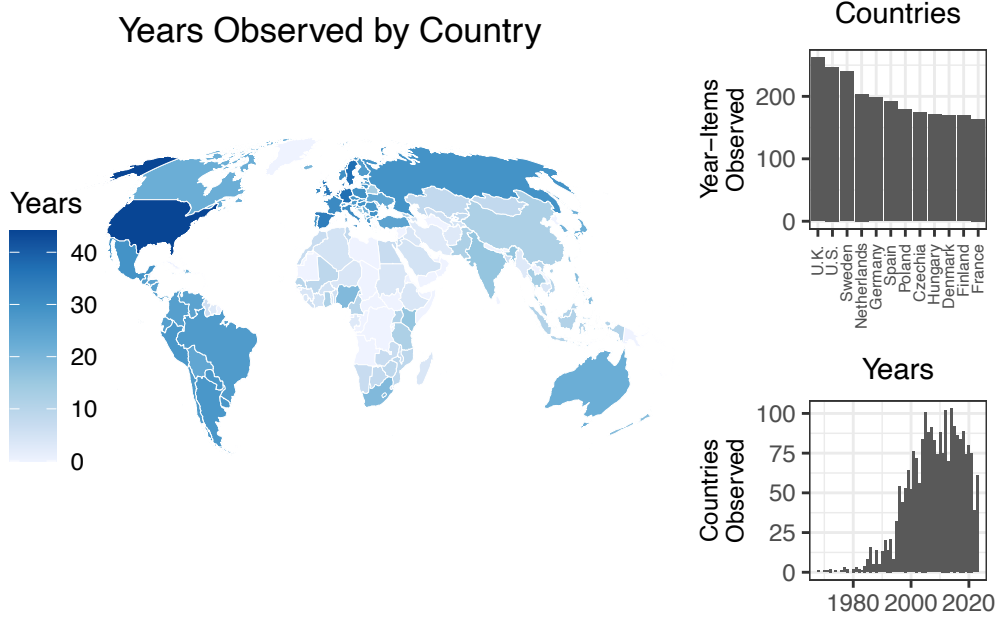 Years Observed by Country
Years
40
30
20
10
0
Countries
Year−Items
Observed
200
100
0
U.K.
U.S.
Sweden
Netherlands
Germany
Spain
Poland
Czechia
Hungary
Denmark
Finland
France
Years
Countries
Observed
100
75
50
25
0
1980 2000 2020